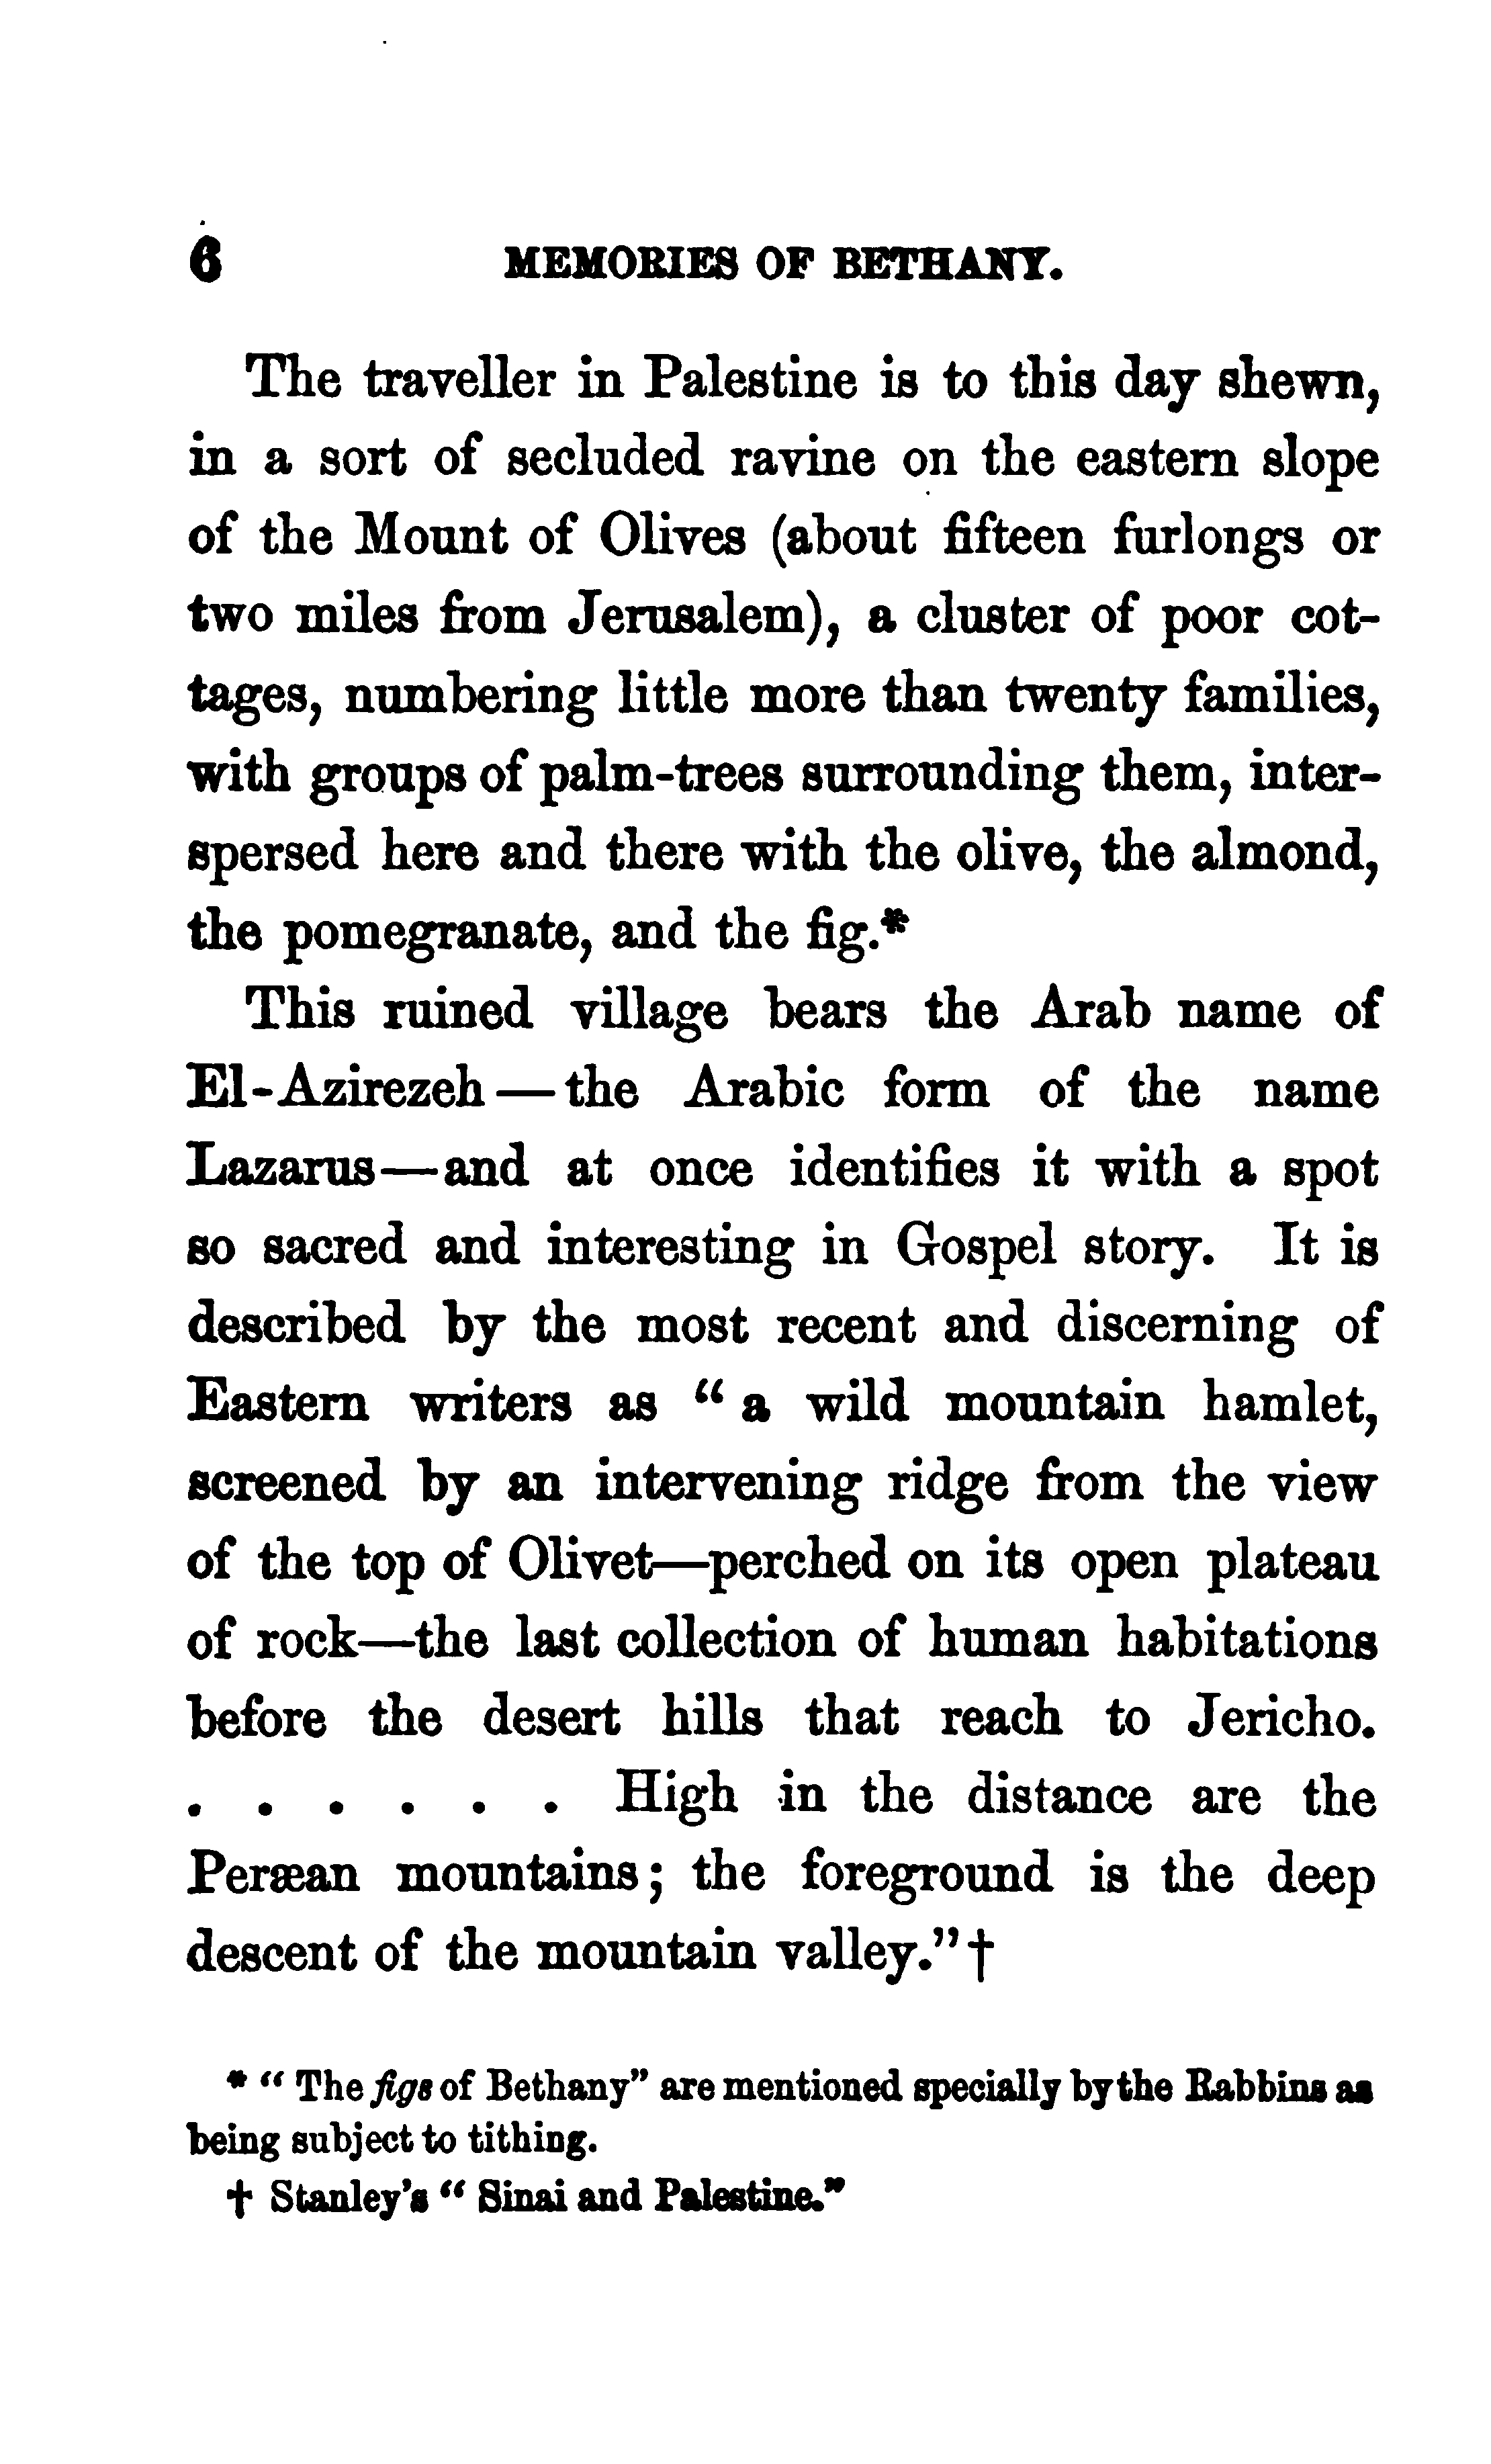 6 MEMORIES OF BETHANY.
The traveller in Palestine is to this day shewn,
in a sort of secluded ravine on the eastern slope
of the Mount of Olives (about fifteen furlongs or
two miles from Jerusalem), a cluster of poor cot-
tages, numbering little more than twenty families,
with groups of palm-trees surrounding them, inter-
spersed here and there with the olive, the almond,
the pomegranate, and the fig.*
This ruined village bears the Arab name of
El-Azirezeh—the Arabic form of the name
Lazarus—and at once identifies it with a spot
so sacred and interesting in Gospel story. It is
described by the most recent and discerning of
Eastern writers as “a wild mountain hamlet,
screened by an intervening ridge from the view
of the top of Olivet—perched on its open plateau
of rock—the last collection of human habitations
before the desert hills that reach to Jericho.
. . . . . . High in the distance are the
Peræan mountains; the foreground is the deep
descent of the mountain valley.”†
* “The figs of Bethany” are mentioned specially by the Rabbins as
being subject to tithing.
† Stanley's “Sinai and Palestine.”